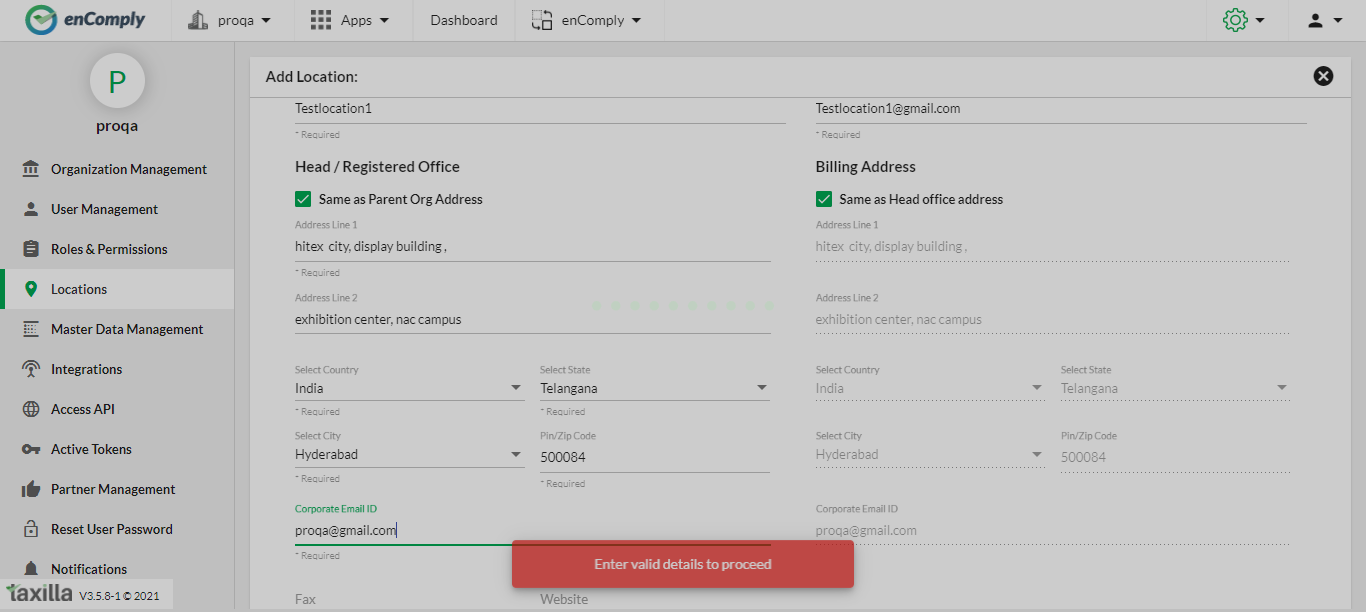 enComply proqa Apps Dashboard enComply
P
proqa
Organization Management
User Management
Roles & Permissions
Locations
Master Data Management
Integrations
Access API
Active Tokens
Partner Management
Reset User Password
Notifications
taxilla V3.5.8-1 © 2021
Add Location:
Testlocation1 Testlocation1@gmail.com
* Required * Required
Head / Registered Office Billing Address
Same as Parent Org Address Same as Head office address
Address Line 1 Address Line 1
hitex city, display building , hitex city, display building ,
* Required
Address Line 2 Address Line 2
exhibition center, nac campus exhibition center, nac campus
Select Country Select State Select Country Select State
India Telangana India Telangana
* Required * Required
Select City Pin/Zip Code Select City Pin/Zip Code
Hyderabad 500084 Hyderabad 500084
* Required * Required
Corporate Email ID Corporate Email ID
proqa@gmail.com proqa@gmail.com
* Required
Enter valid details to proceed
Fax Website